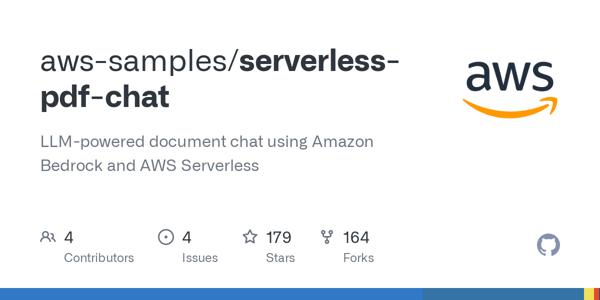 aws-samples/serverless-
pdf-chat
aws
LLM-powered document chat using Amazon
Bedrock and AWS Serverless
4 4 179 164
Contributors Issues Stars Forks